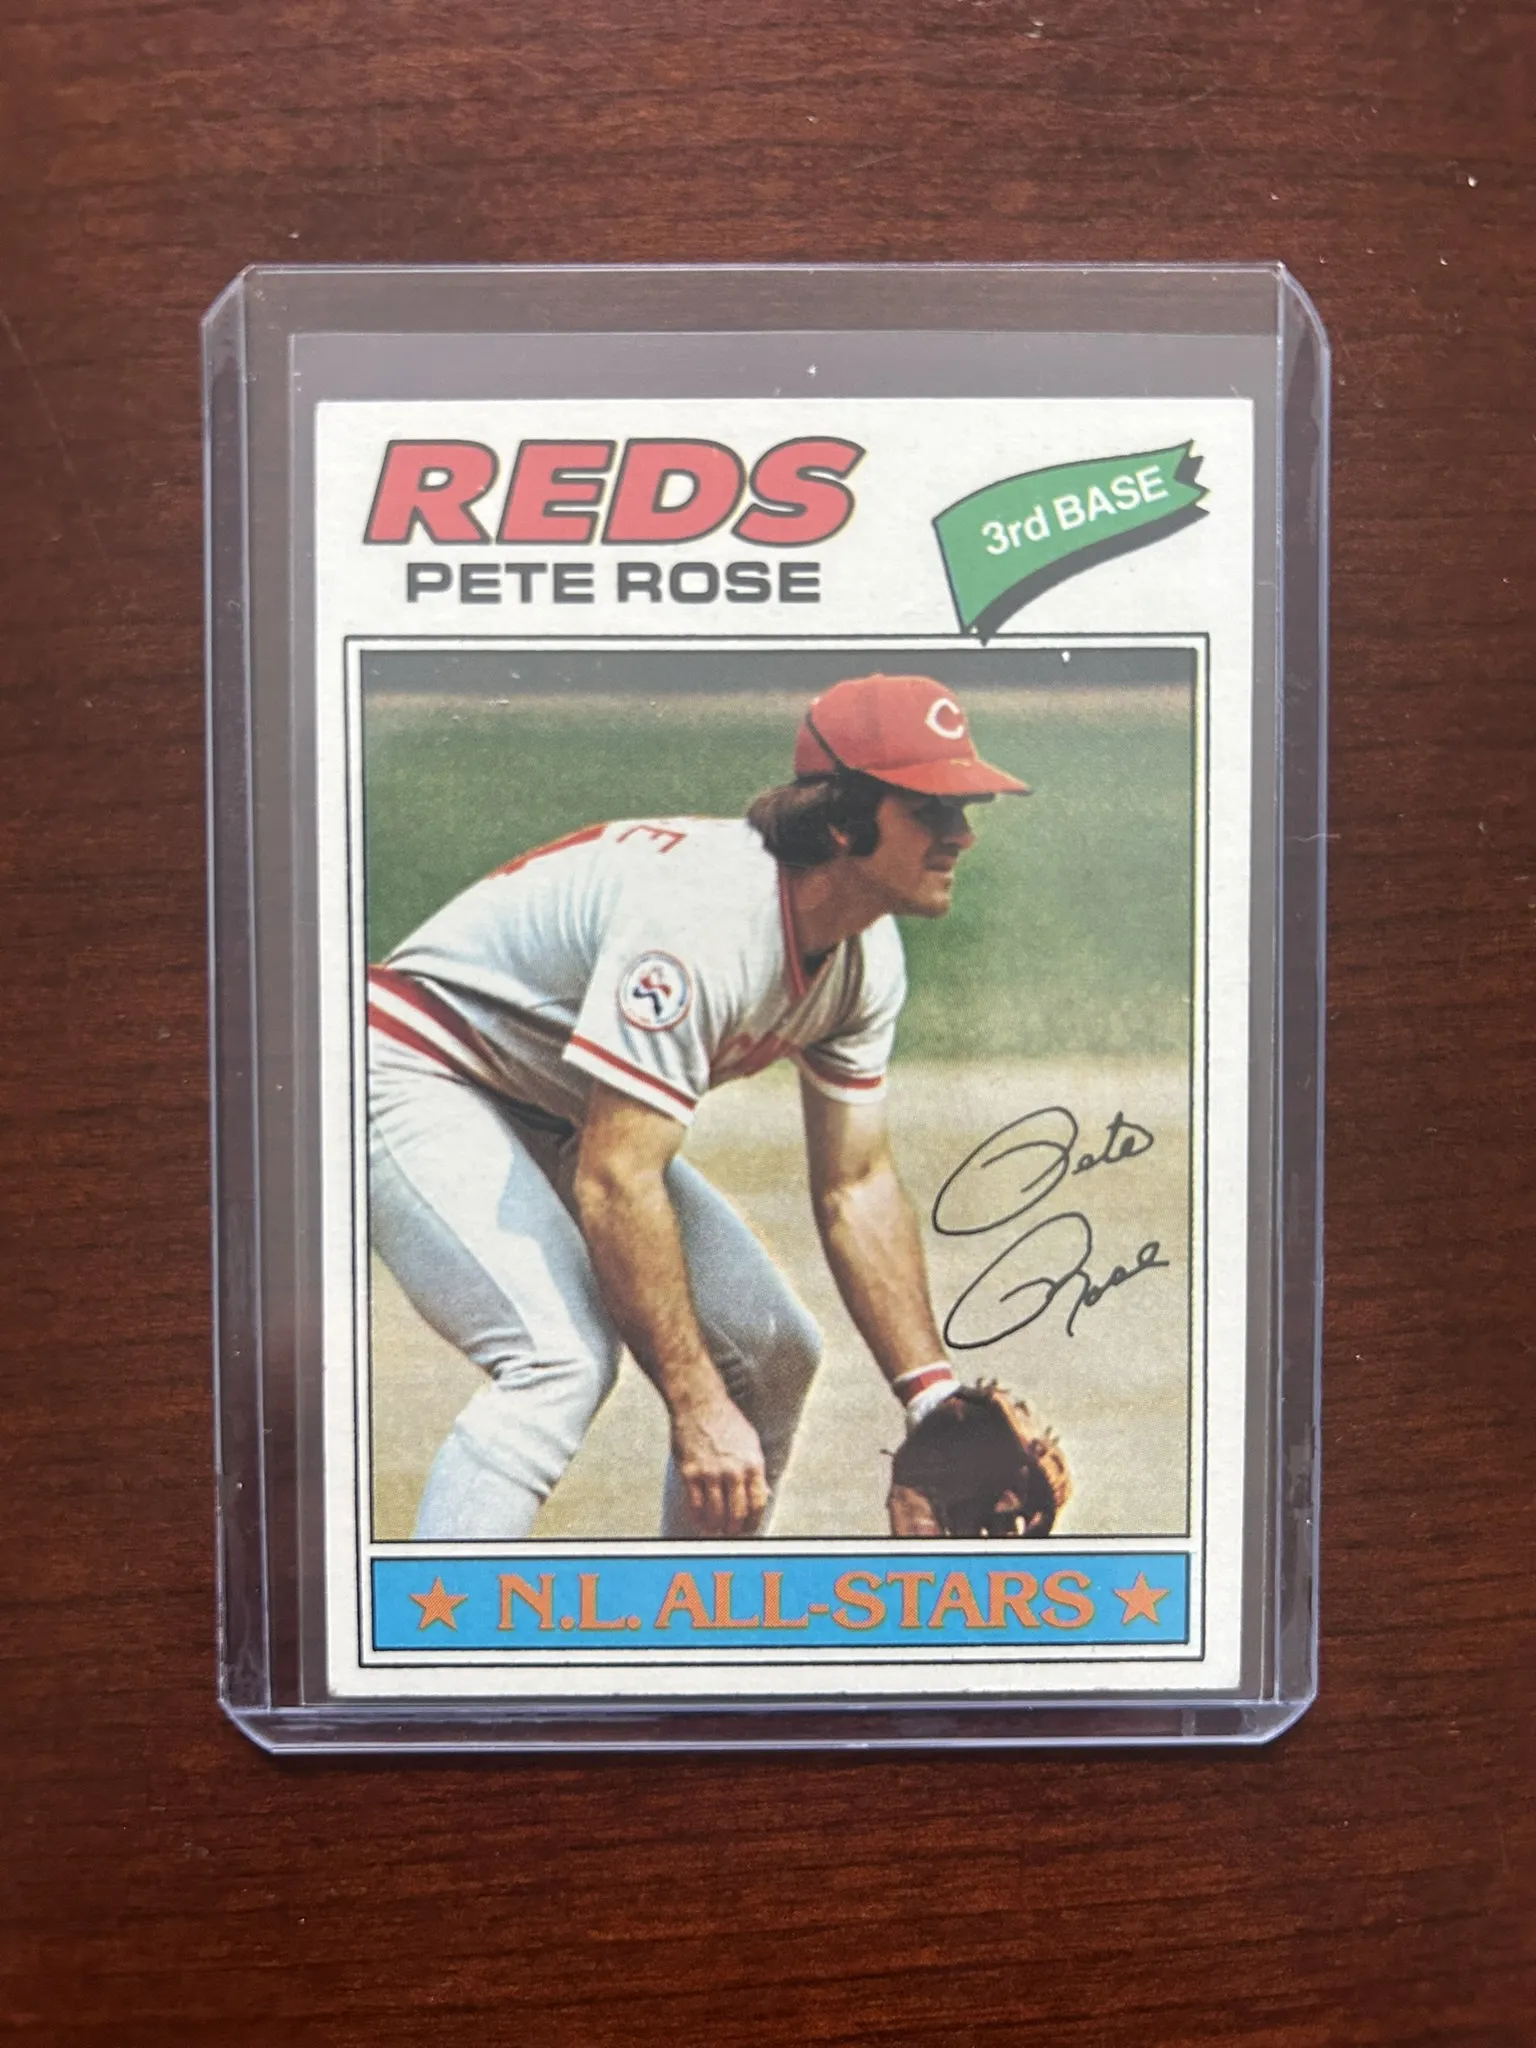 REDS
PETE ROSE
3rd BASE
C
E
Pete
Rose
★ N.L. ALL-STARS ★